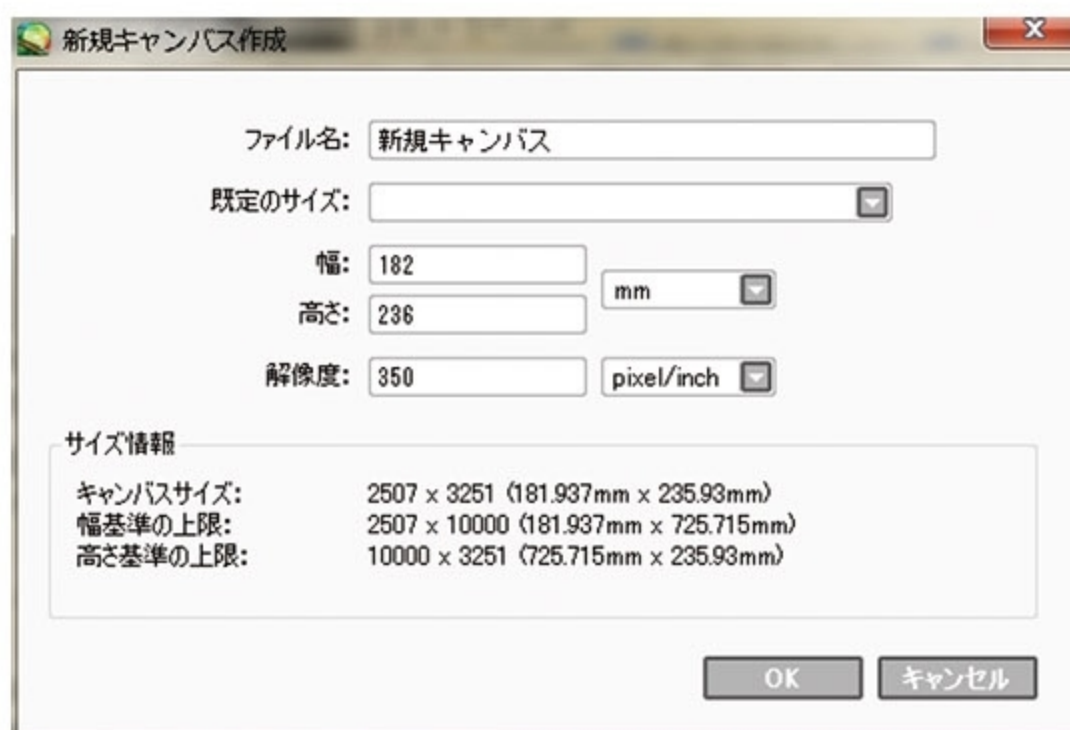 新規キャンバス作成
ファイル名: 新規キャンバス
既定のサイズ:
幅: 182
mm
高さ: 236
解像度: 350 pixel/inch
サイズ情報
キャンバスサイズ: 2507 x 3251 (181.937mm x 235.93mm)
幅基準の上限: 2507 x 10000 (181.937mm x 725.715mm)
高さ基準の上限: 10000 x 3251 (725.715mm x 235.93mm)
OK キャンセル